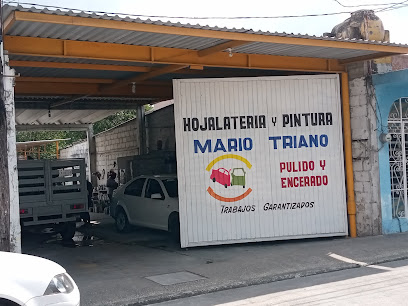 HOJALATERIA Y PINTURA
MARIO TRIANO
PULIDO Y
ENCERADO
TRABAJOS GARANTIZADOS